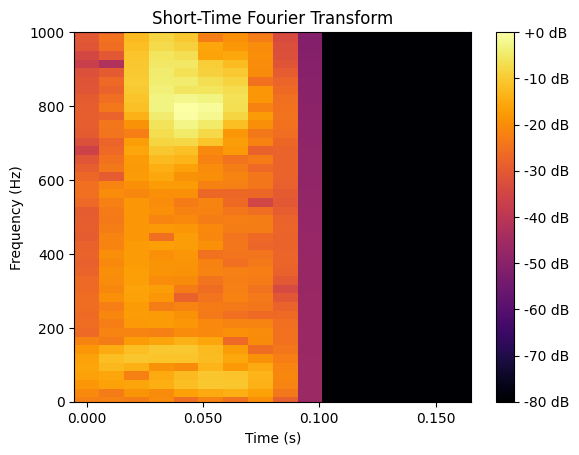 Short-Time Fourier Transform
Frequency (Hz)
1000
800
600
400
200
0
0.000
0.050
0.100
0.150
Time (s)
+0 dB
-10 dB
-20 dB
-30 dB
-40 dB
-50 dB
-60 dB
-70 dB
-80 dB